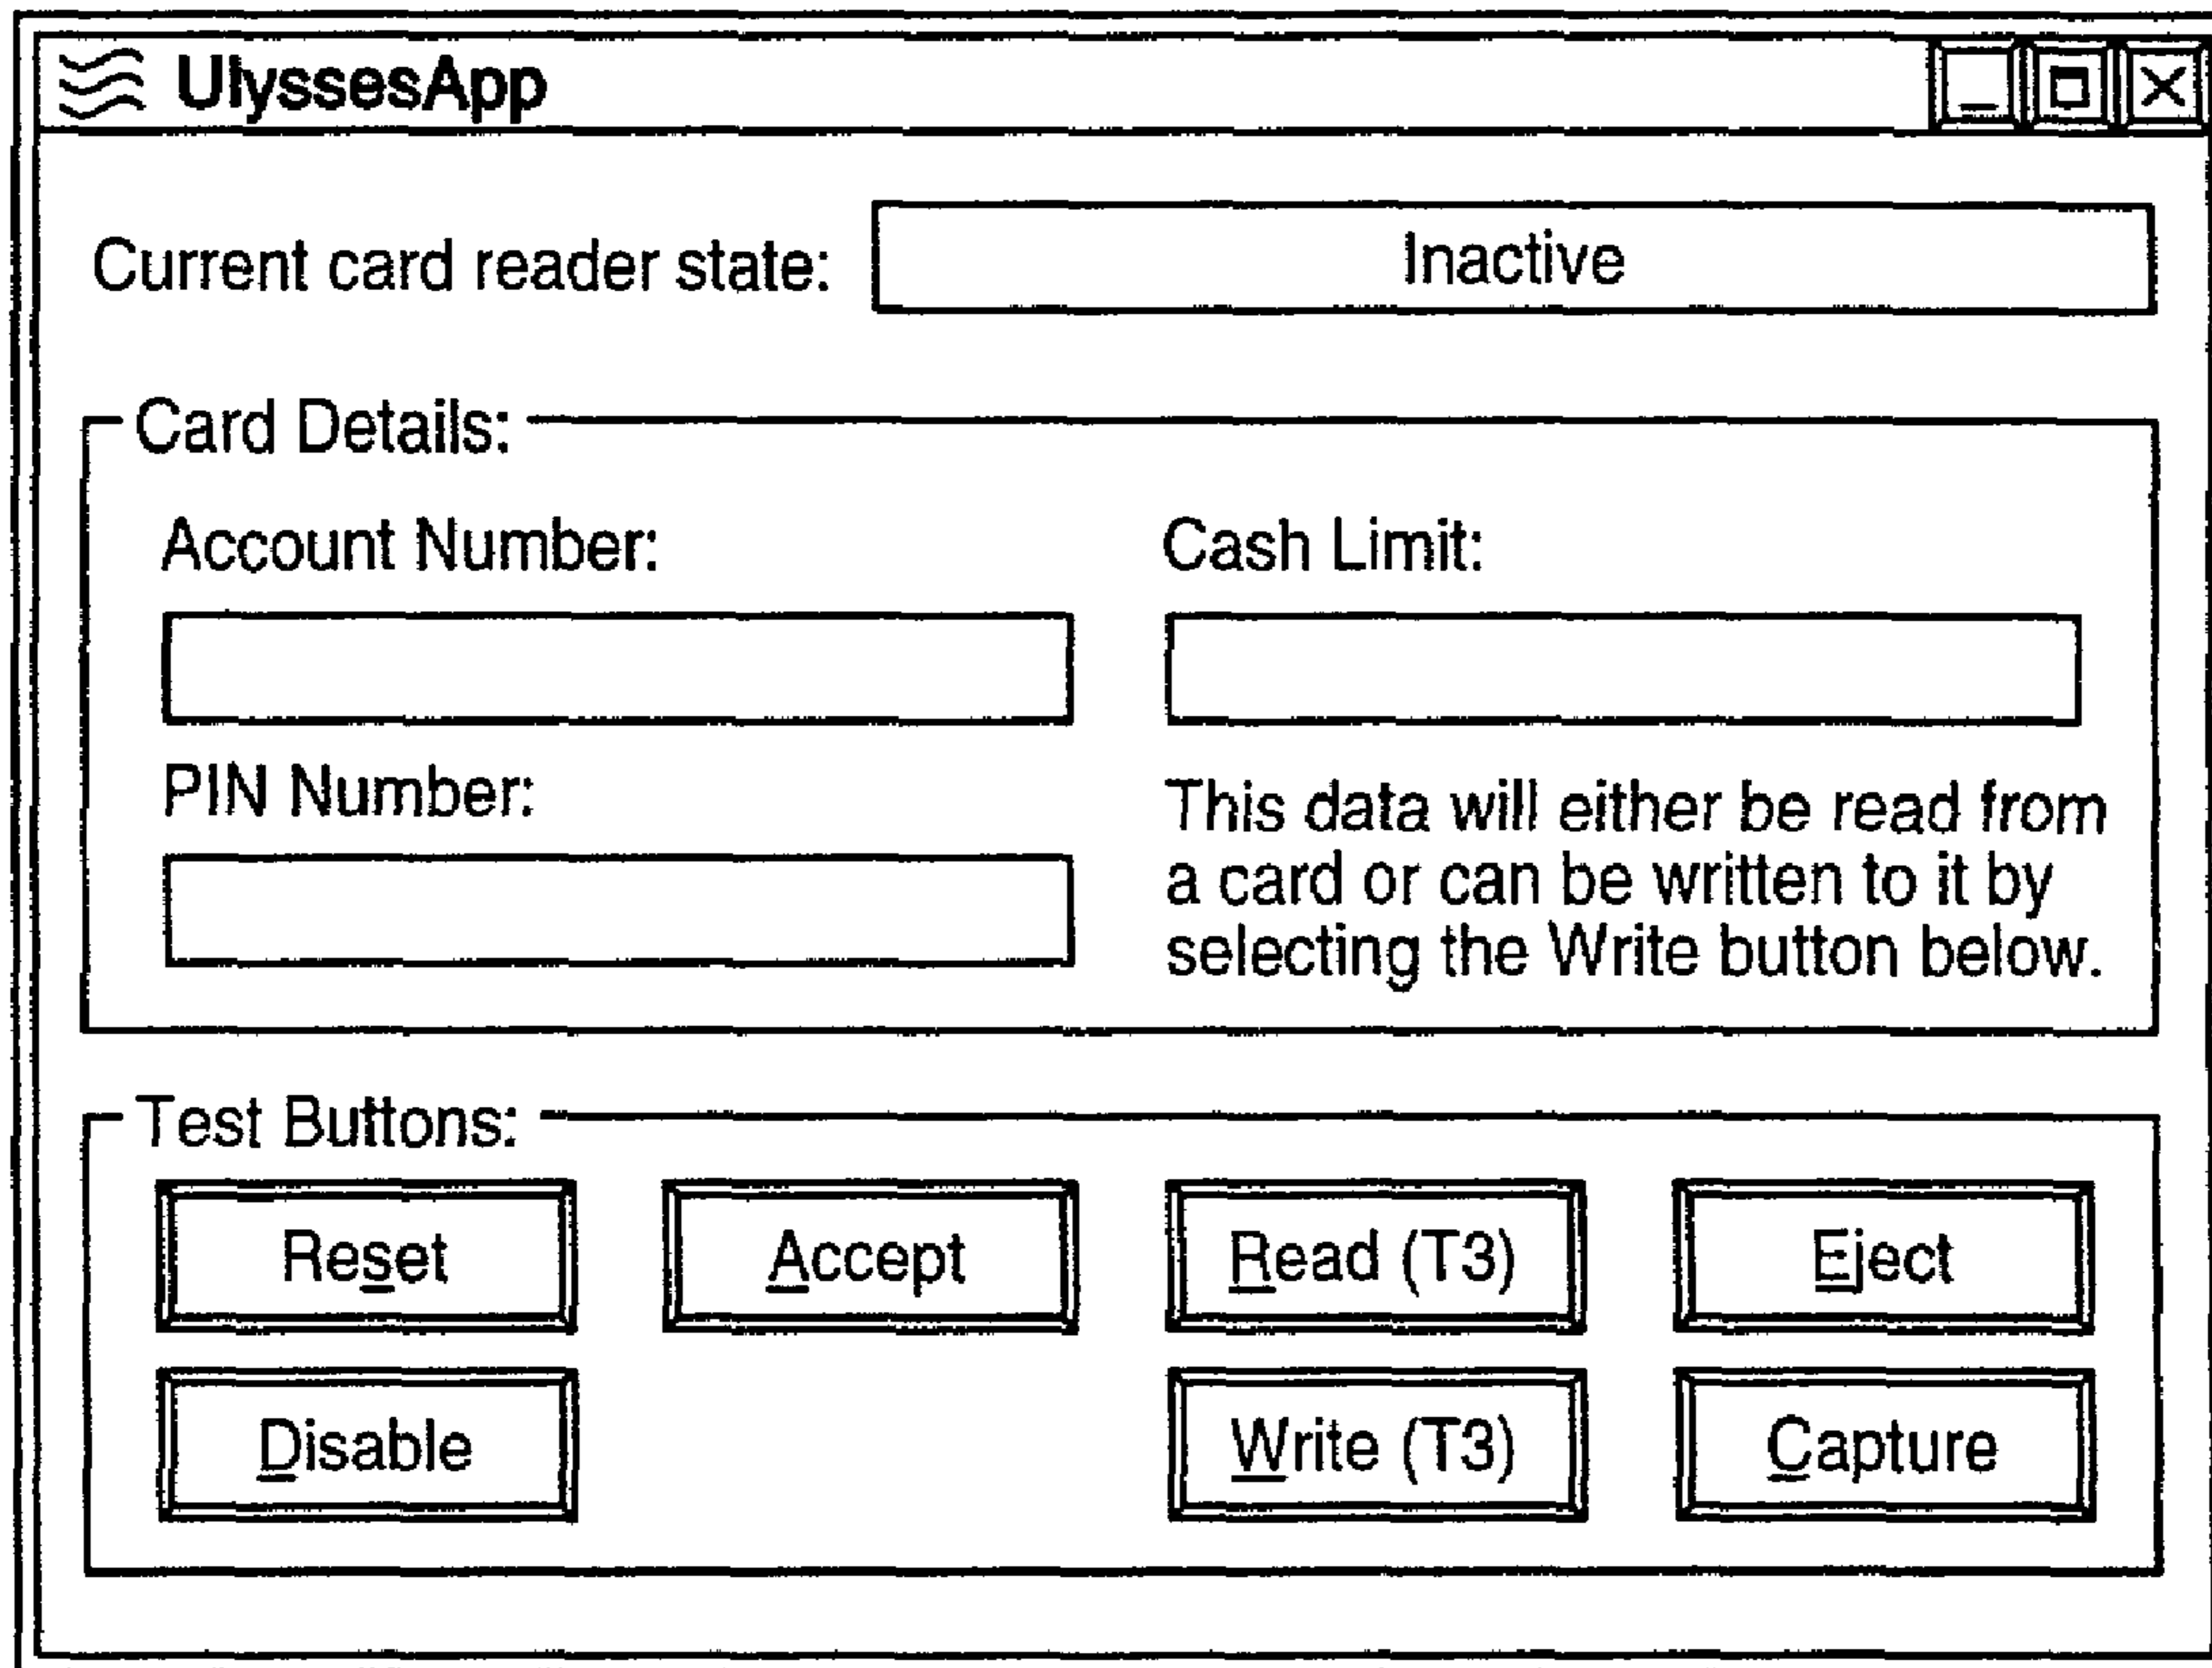 UlyssesApp
Current card reader state: Inactive
Card Details:
Account Number: Cash Limit:
PIN Number:
This data will either be read from
a card or can be written to it by
selecting the Write button below.
Test Buttons:
Reset Accept Read (T3) Eject
Disable Write (T3) Capture